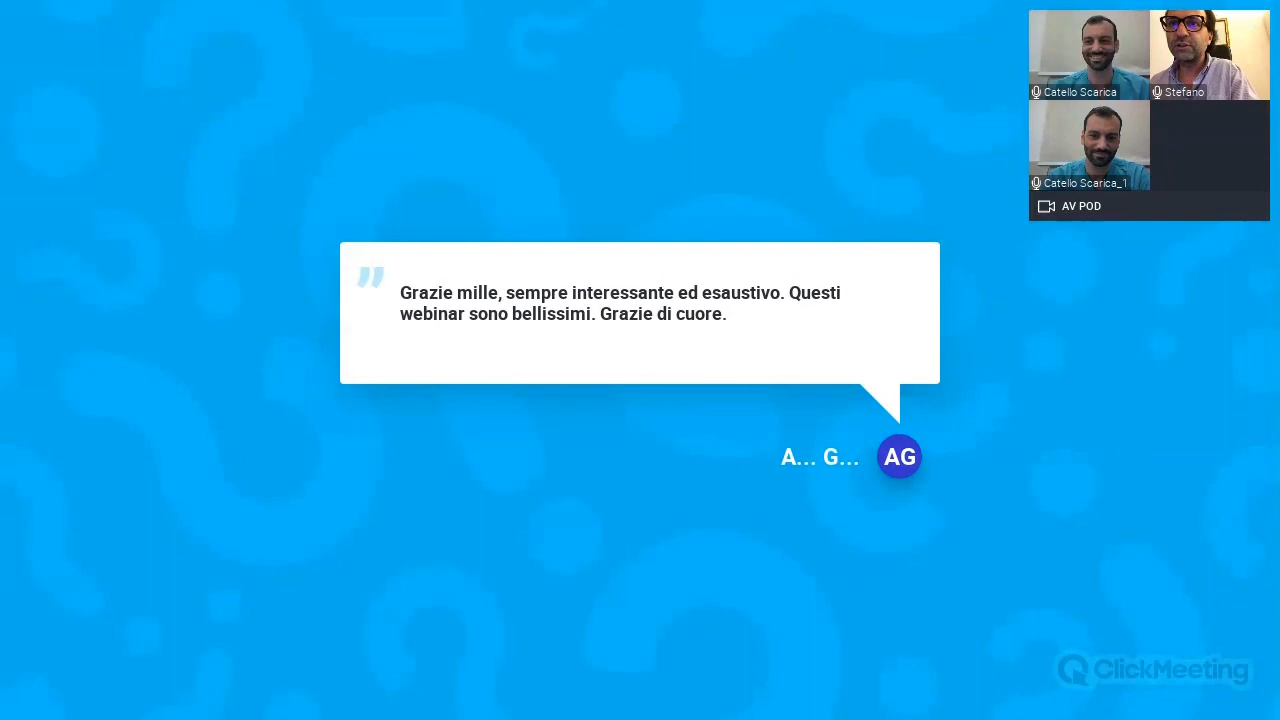 Catello Scarica
Stefano
Catello Scarica_1
AV POD
” Grazie mille, sempre interessante ed esaustivo. Questi
webinar sono bellissimi. Grazie di cuore.
A... G... AG
ClickMeeting